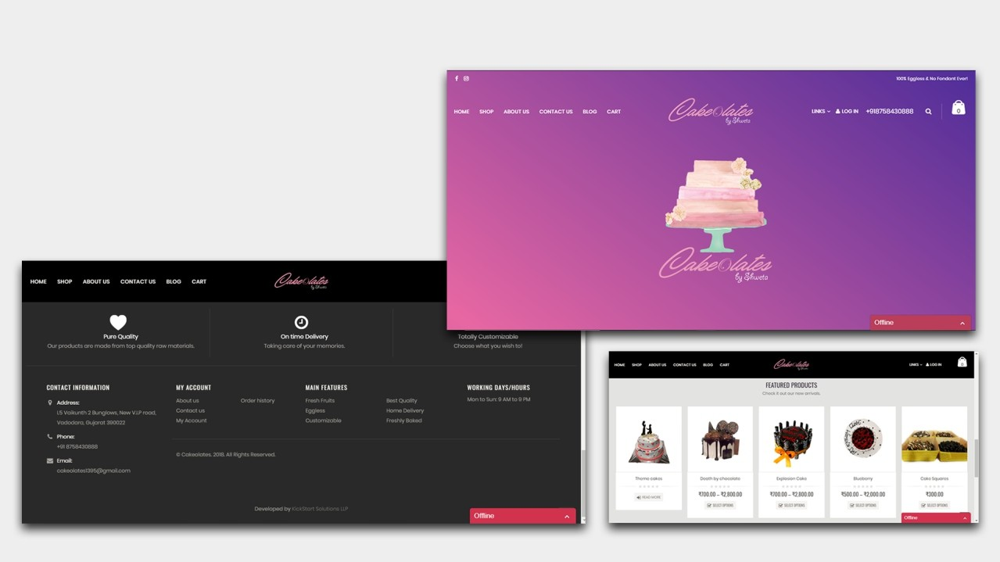 100% Eggless & No Fondant Ever!
HOME SHOP ABOUT US CONTACT US BLOG CART
CakeOlates
by Shweta
LINKS LOG IN +918758430888
0
CakeOlates
by Shweta
Offline
HOME SHOP ABOUT US CONTACT US BLOG CART
CakeOlates
by Shweta
Pure Quality
Our products are made from top quality raw materials.
On time Delivery
Taking care of your memories.
Totally Customizable
Choose what you wish to!
CONTACT INFORMATION
Address:
L5 Vaikunth 2 Bunglows, New V.I.P road,
Vadodara, Gujarat 390022
Phone:
+91 8758430888
Email:
cakeolates1395@gmail.com
MY ACCOUNT
About us Order history
Contact us
My Account
MAIN FEATURES
Fresh Fruits Best Quality
Eggless Home Delivery
Customizable Freshly Baked
WORKING DAYS/HOURS
Mon to Sun: 9 AM to 9 PM
© Cakeolates. 2018. All Rights Reserved.
Developed by KickStart Solutions LLP
Offline
HOME SHOP ABOUT US CONTACT US BLOG CART
CakeOlates
by Shweta
LINKS LOG IN
0
FEATURED PRODUCTS
Check it out our new arrivals.
Theme cakes
READ MORE
Death by chocolate
₹700.00 – ₹2,800.00
SELECT OPTIONS
Explosion Cake
₹700.00 – ₹2,800.00
SELECT OPTIONS
Blueberry
₹500.00 – ₹2,000.00
SELECT OPTIONS
Cake Squares
₹300.00
SELECT OPTIONS
Offline